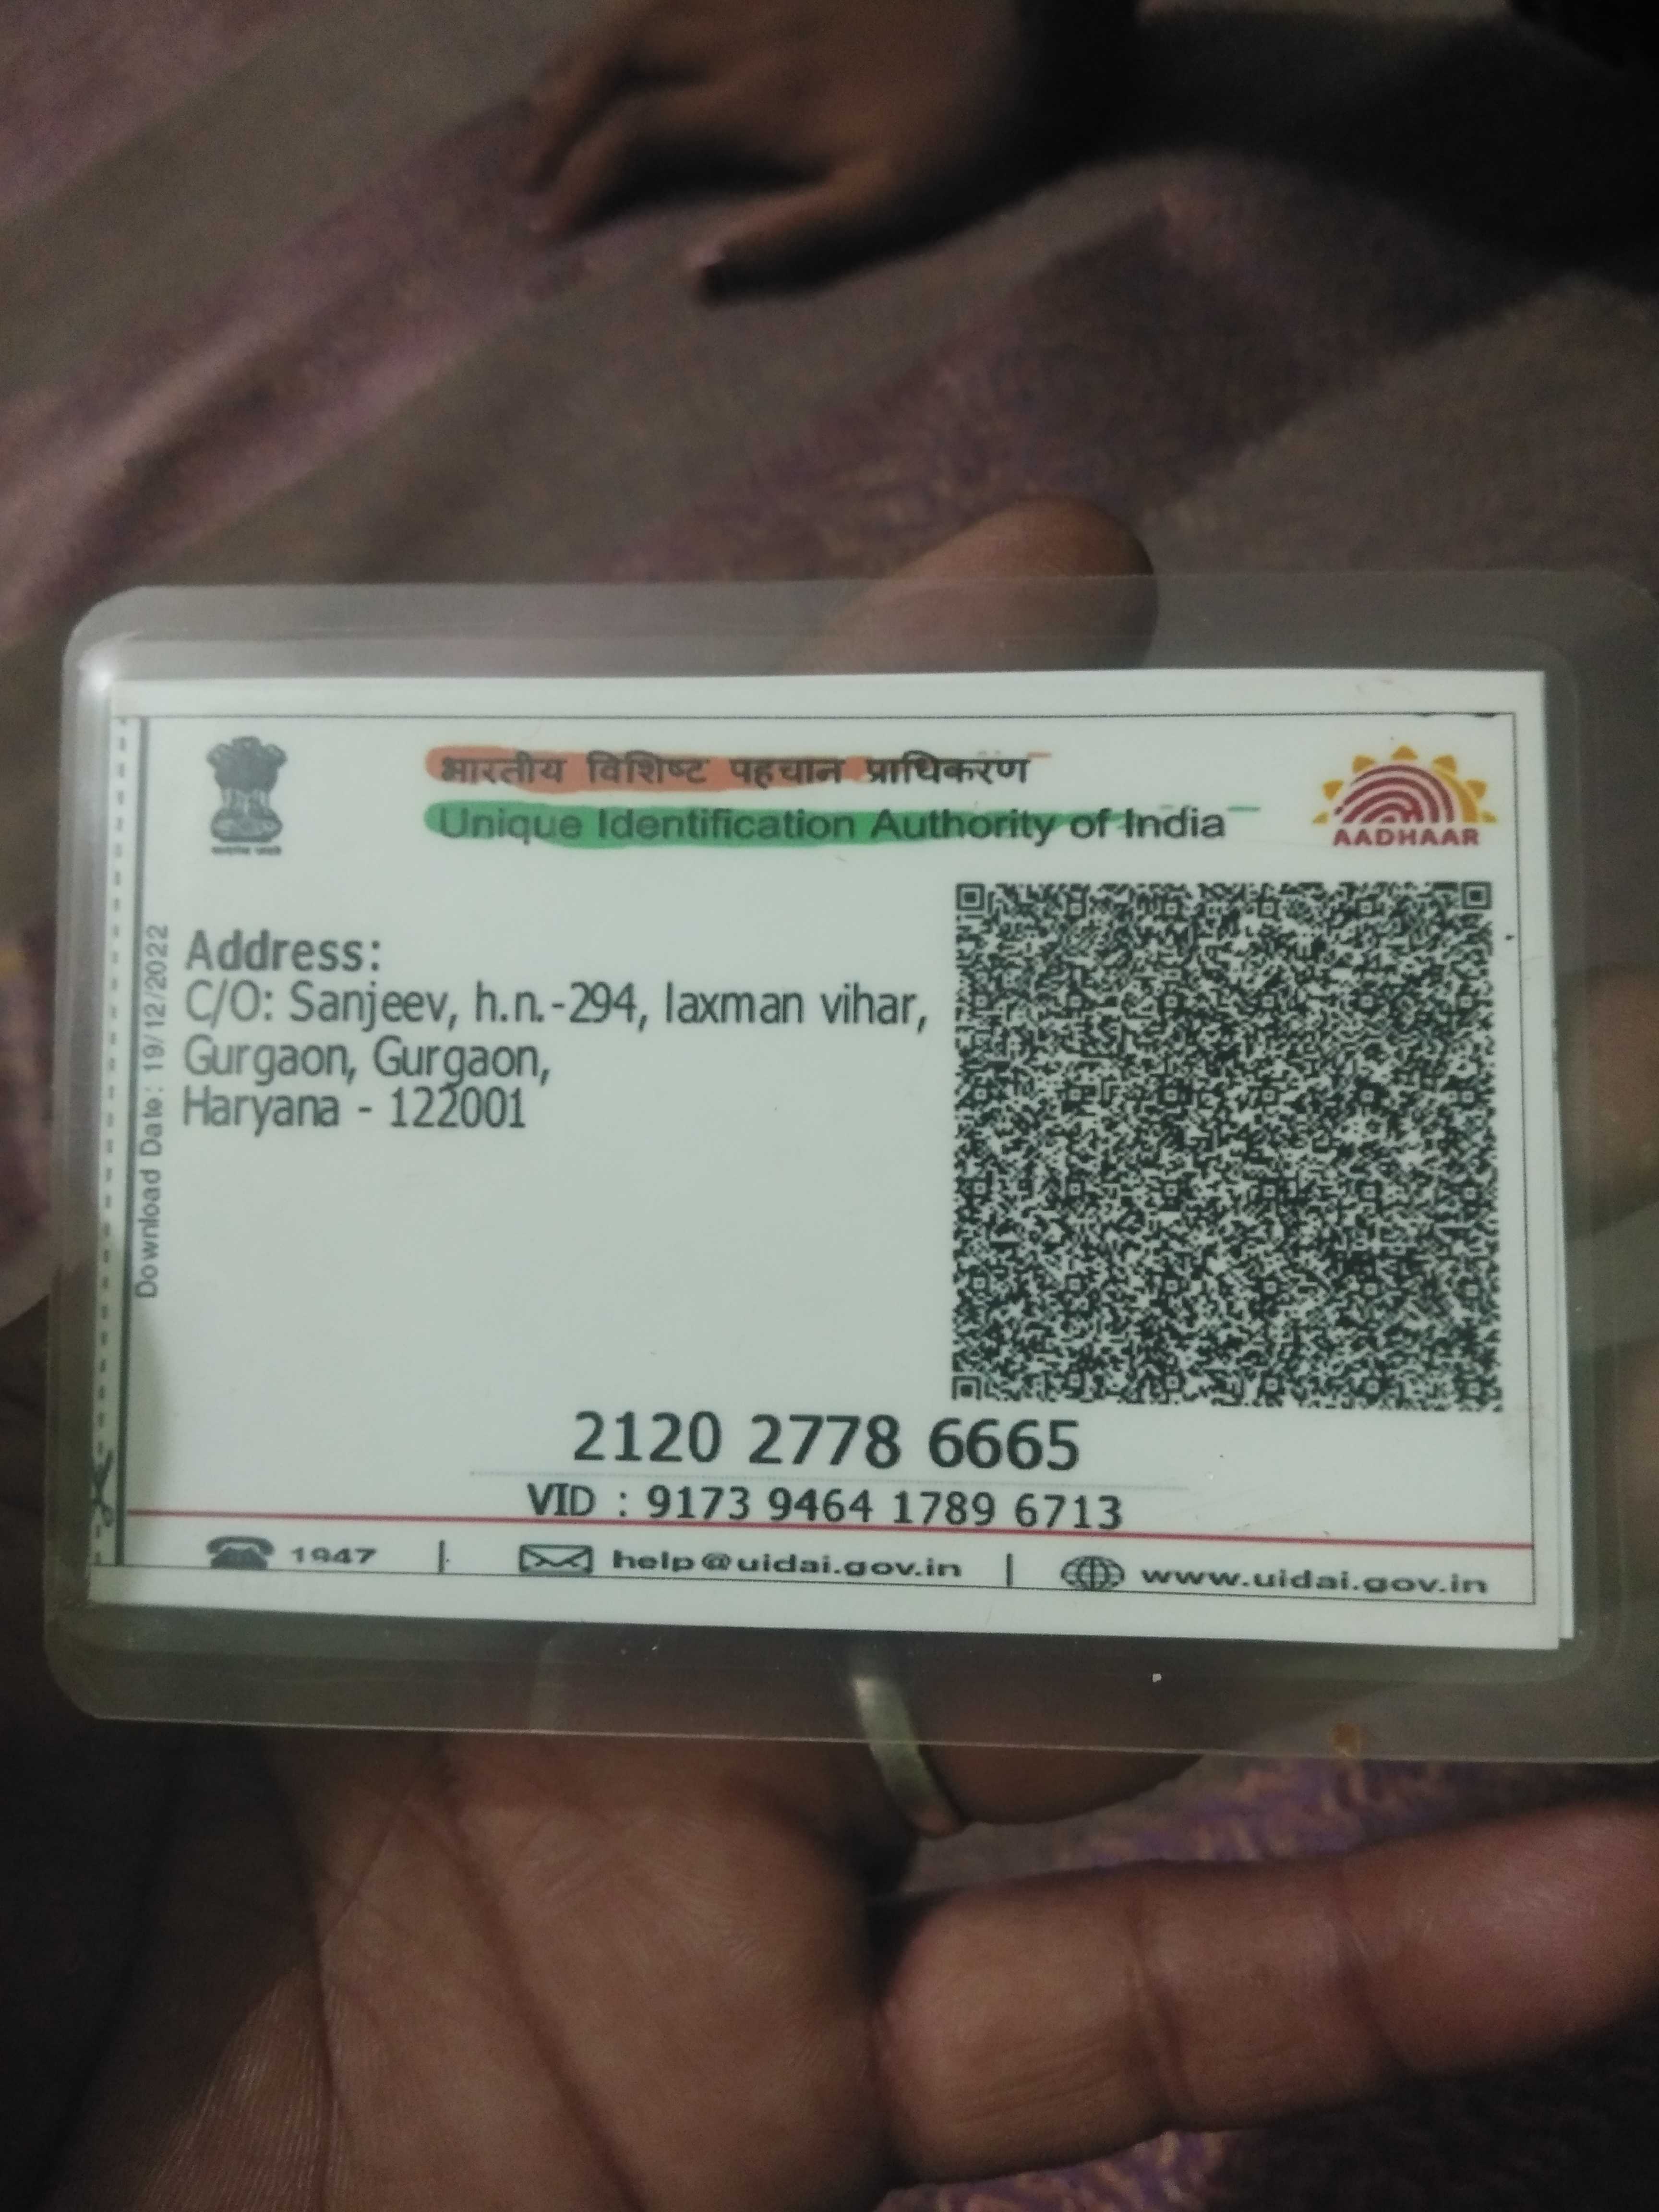 भारतीय विशिष्ट पहचान प्राधिकरण
Unique Identification Authority of India
AADHAAR
Download Date: 19/12/2022
Address:
C/O: Sanjeev, h.n.-294, laxman vihar,
Gurgaon, Gurgaon,
Haryana - 122001
2120 2778 6665
VID : 9173 9464 1789 6713
1947 | help@uidai.gov.in | www.uidai.gov.in